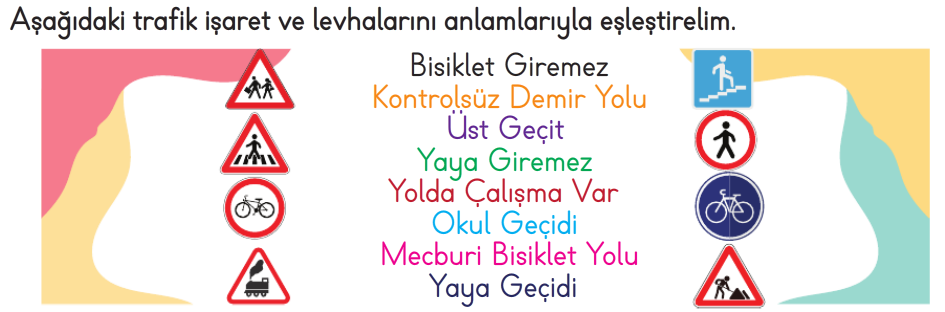 Aşağıdaki trafik işaret ve levhalarını anlamlarıyla eşleştirelim.
Bisiklet Giremez
Kontrolsüz Demir Yolu
Üst Geçit
Yaya Giremez
Yolda Çalışma Var
Okul Geçidi
Mecburi Bisiklet Yolu
Yaya Geçidi